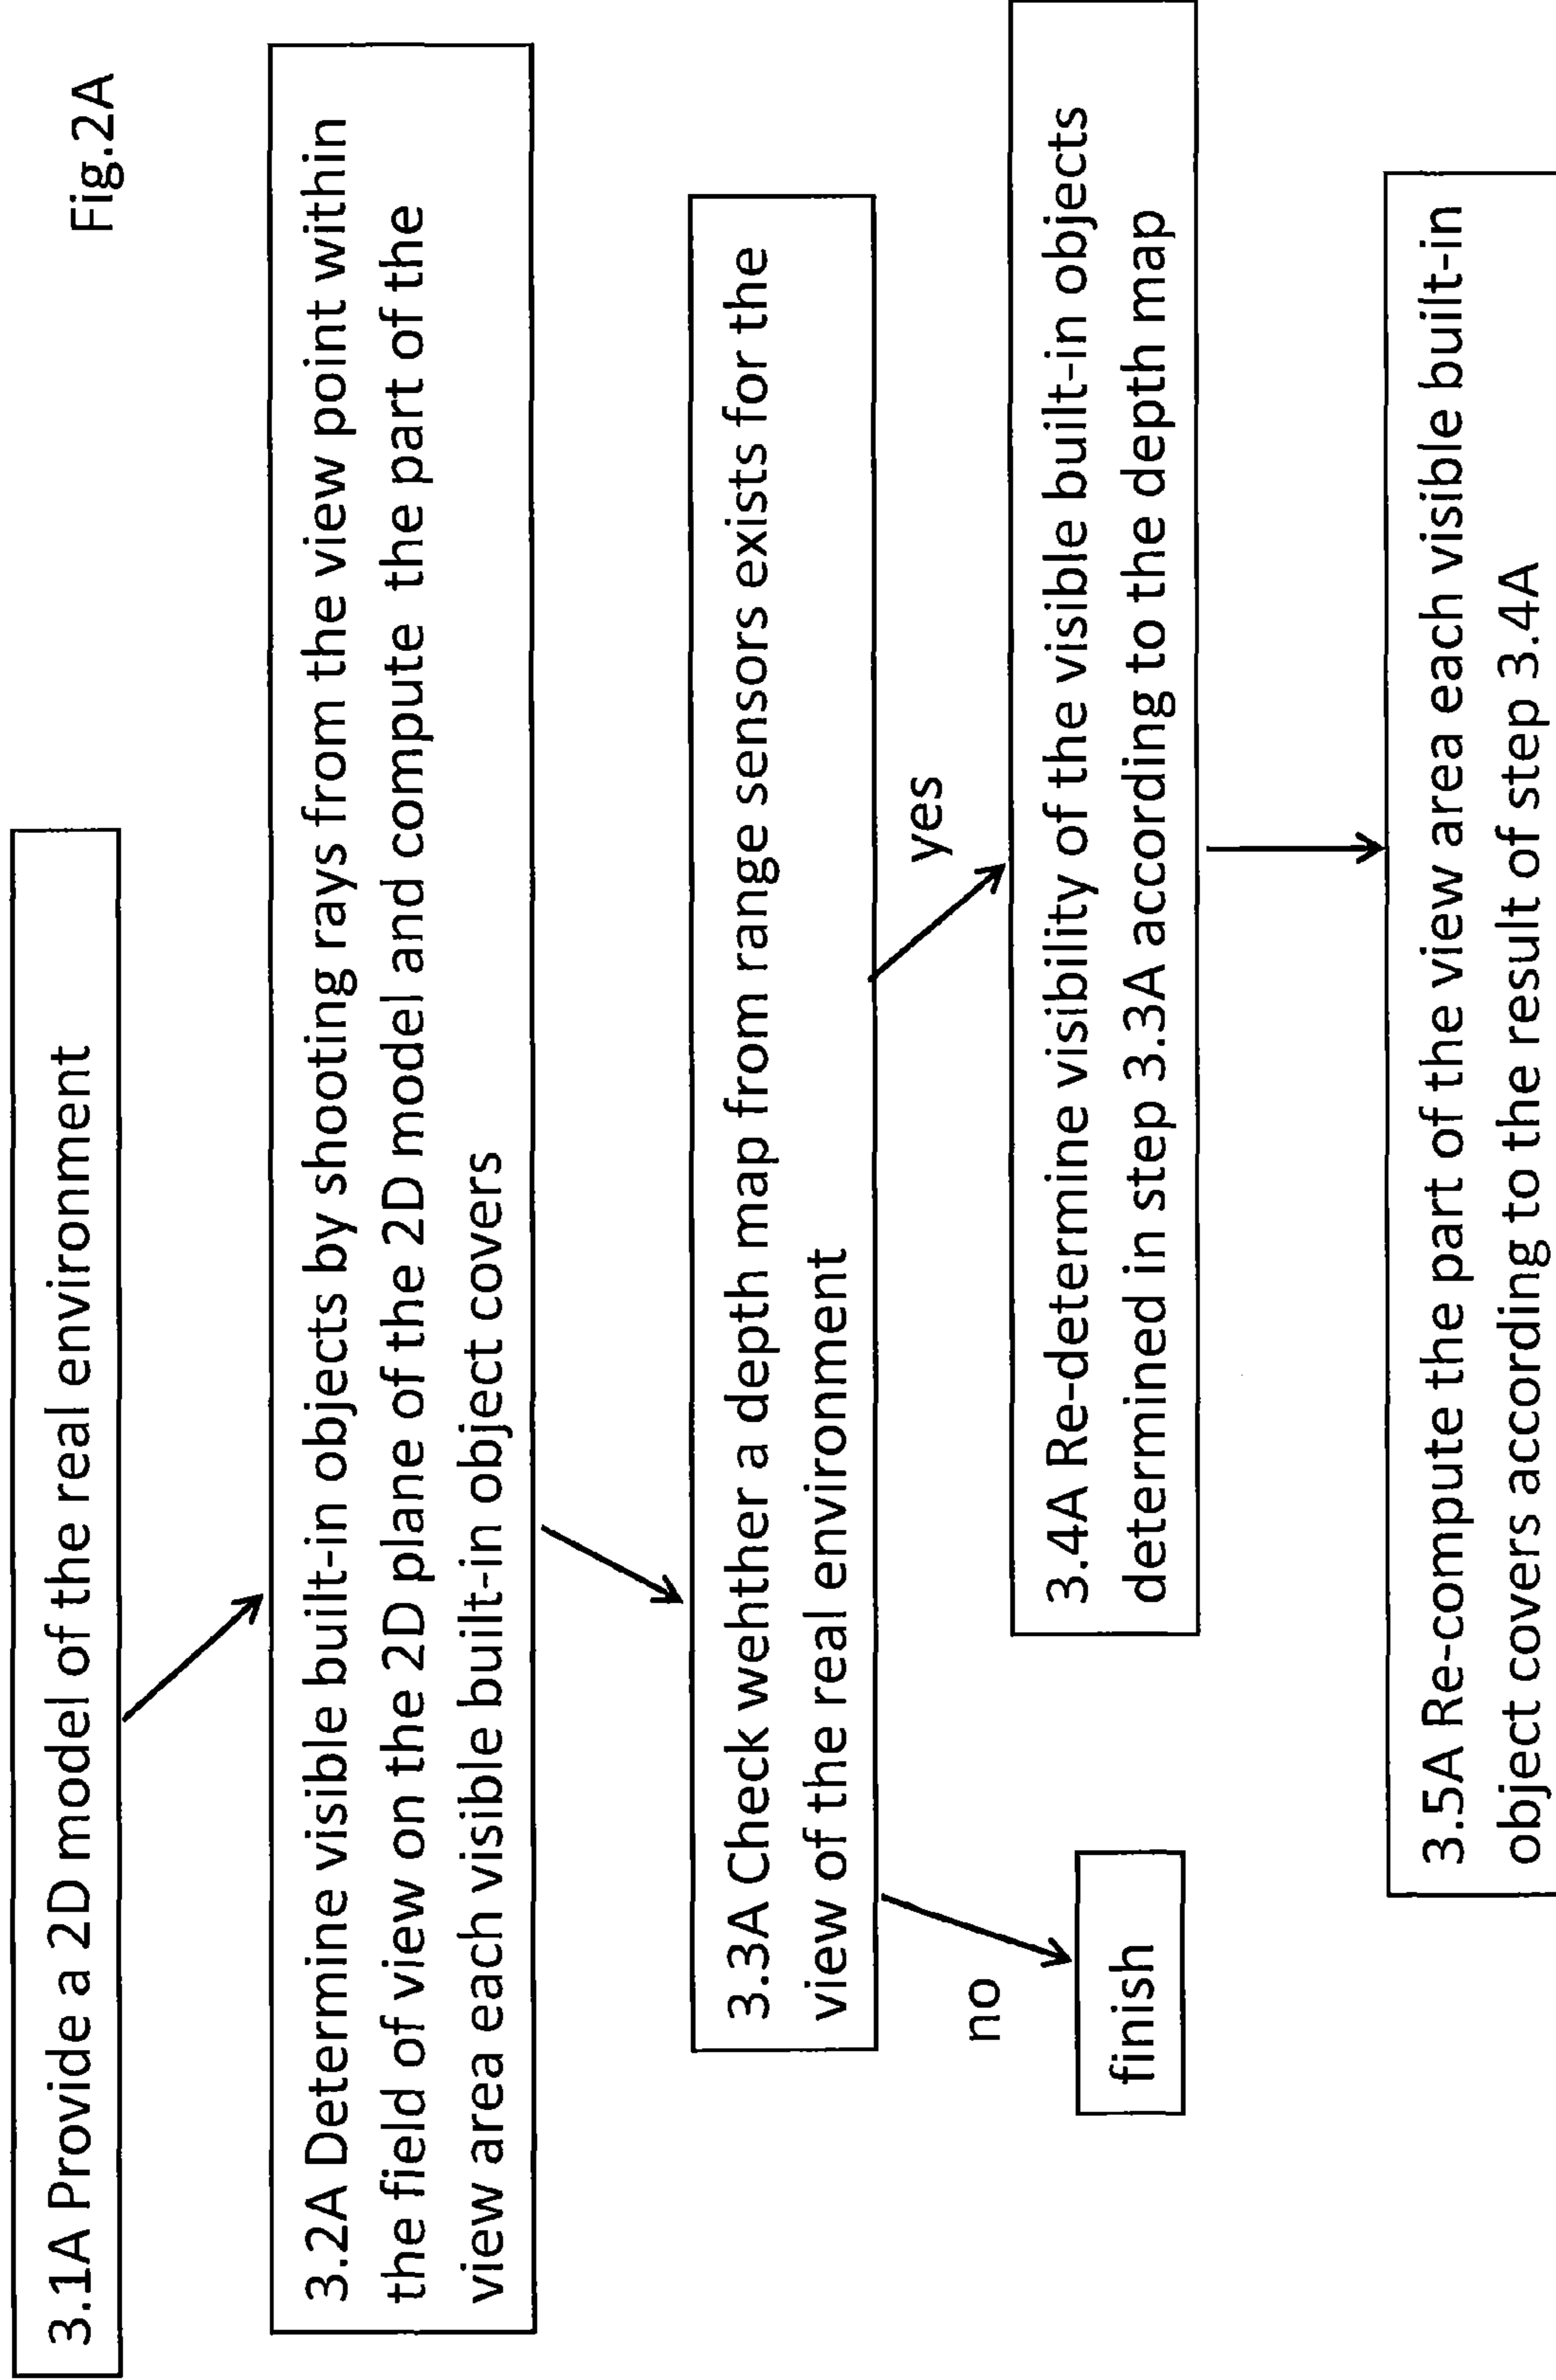 Fig.2A
3.1A Provide a 2D model of the real environment
3.2A Determine visible built-in objects by shooting rays from the view point within
the field of view on the 2D plane of the 2D model and compute the part of the
view area each visible built-in object covers
3.3A Check wehther a depth map from range sensors exists for the
view of the real environment
no
yes
finish
3.4A Re-determine visibility of the visible built-in objects
determined in step 3.3A according to the depth map
3.5A Re-compute the part of the view area each visible built-in
object covers according to the result of step 3.4A